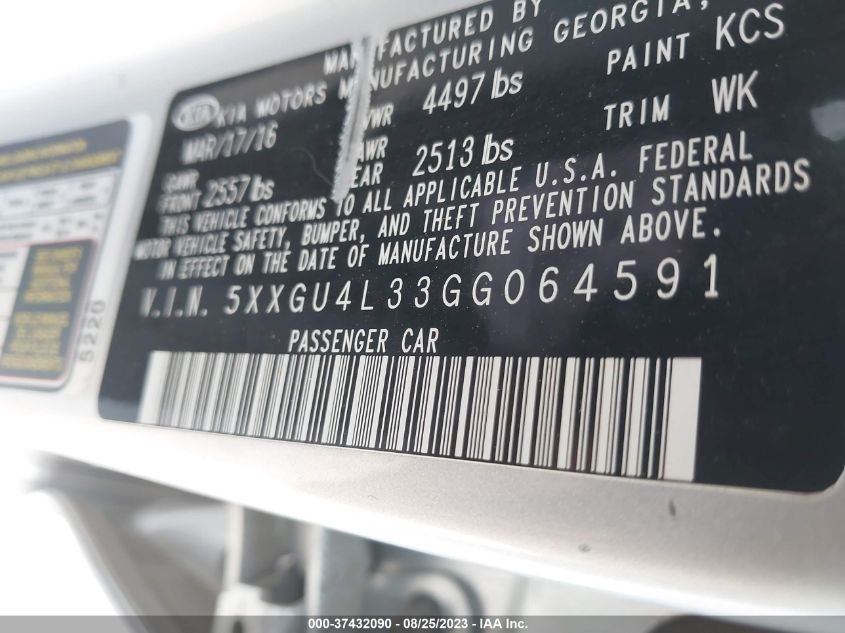 MANUFACTURED BY
KIA KIA MOTORS MANUFACTURING GEORGIA,
MAR/17/16 GVWR 4497 lbs PAINT KCS
GAWR GAWR TRIM WK
FRONT 2557 lbs REAR 2513 lbs
THIS VEHICLE CONFORMS TO ALL APPLICABLE U.S.A. FEDERAL
MOTOR VEHICLE SAFETY, BUMPER, AND THEFT PREVENTION STANDARDS
IN EFFECT ON THE DATE OF MANUFACTURE SHOWN ABOVE.
V.I.N. 5XXGU4L33GG064591
PASSENGER CAR
5220
000-37432090 - 08/25/2023 - IAA Inc.